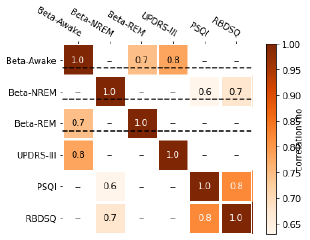 Beta-Awake Beta-NREM Beta-REM UPDRS-III PSQI RBDSQ
Beta-Awake 1.0 – 0.7 0.8 – –
Beta-NREM – 1.0 – – 0.6 0.7
Beta-REM 0.7 – 1.0 – – –
UPDRS-III 0.8 – – 1.0 – –
PSQI – 0.6 – – 1.0 0.8
RBDSQ – 0.7 – – 0.8 1.0
1.00
0.95
0.90
0.85
0.80
0.75
0.70
0.65
Correlation rho